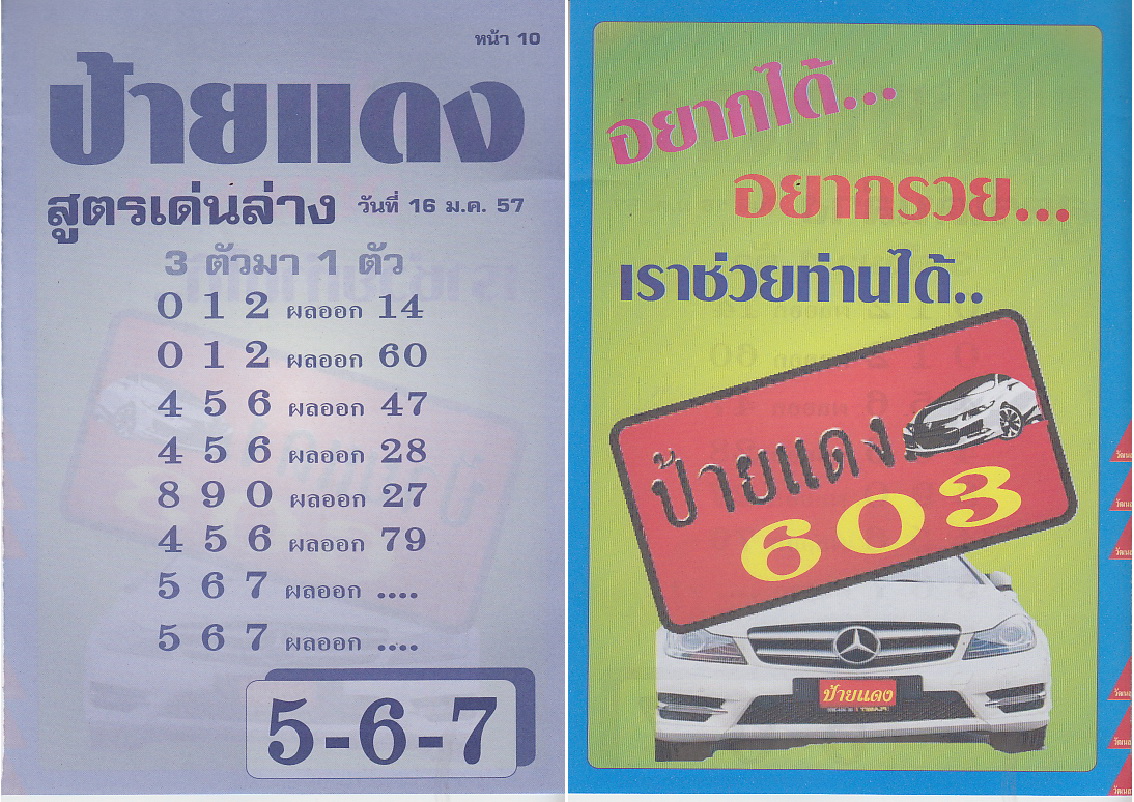 หน้า 10
ป้ายแดง
สูตรเด่นล่าง วันที่ 16 ม.ค. 57
3 ตัวมา 1 ตัว
0 1 2 ผลออก 14
0 1 2 ผลออก 60
4 5 6 ผลออก 47
4 5 6 ผลออก 28
8 9 0 ผลออก 27
4 5 6 ผลออก 79
5 6 7 ผลออก ....
5 6 7 ผลออก ....
5-6-7
อยากได้...
อยากรวย...
เราช่วยท่านได้..
ป้ายแดง
603
ป้ายแดง